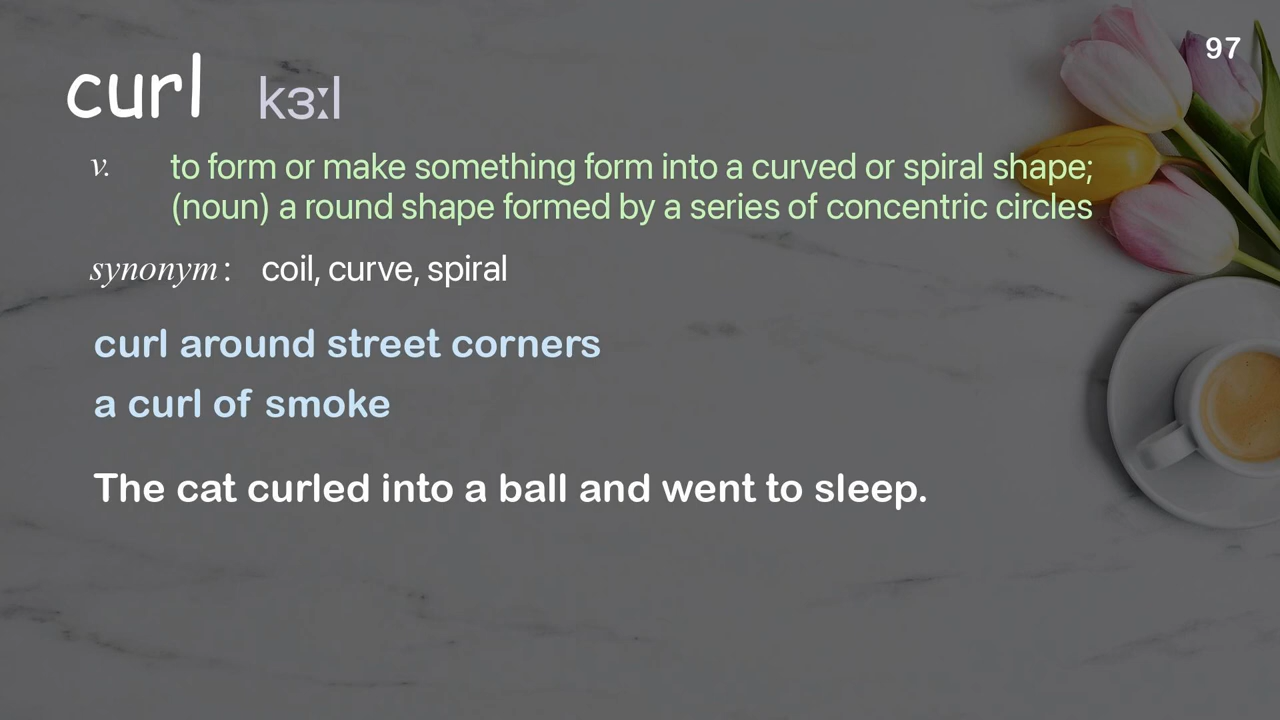 97
curl kɜːl
v. to form or make something form into a curved or spiral shape;
(noun) a round shape formed by a series of concentric circles
synonym: coil, curve, spiral
curl around street corners
a curl of smoke
The cat curled into a ball and went to sleep.